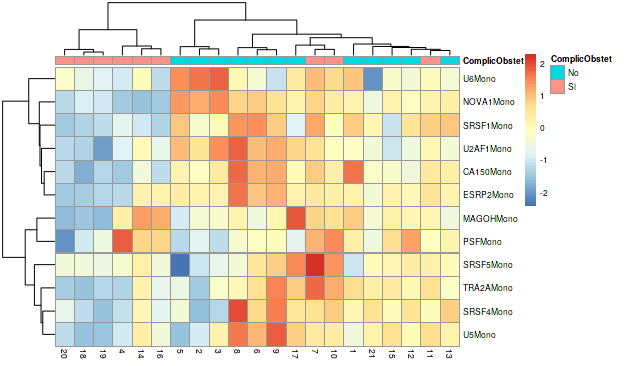 ComplicObstet
U6Mono
NOVA1Mono
SRSF1Mono
U2AF1Mono
CA150Mono
ESRP2Mono
MAGOHMono
PSFMono
SRSF5Mono
TRA2AMono
SRSF4Mono
U5Mono
20 18 19 4 14 16 5 2 3 8 6 9 17 7 10 1 21 15 12 11 13
2
1
0
-1
-2
ComplicObstet
No
SI